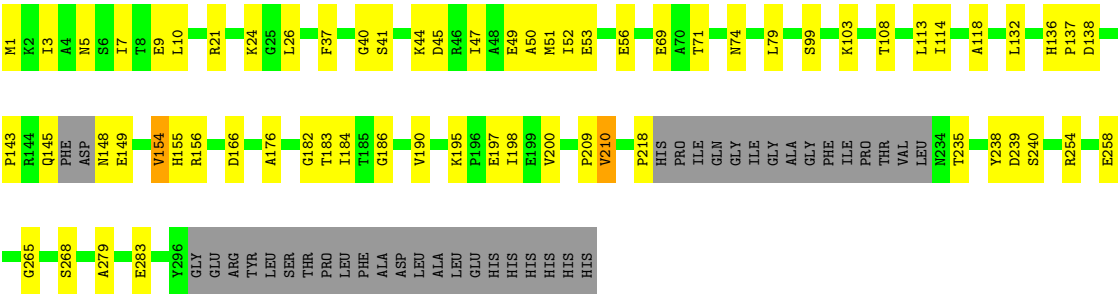 M1 K2 I3 A4 N5 S6 I7 T8 E9 L10 R21 K24 G25 L26 F37 G40 S41 K44 D45 R46 I47 A48 E49 A50 M51 I52 E53 E56 E69 A70 T71 N74 L79 S99 K103 T108 L113 I114 A118 L132 H136 P137 D138
P143 R144 Q145 PHE ASP N148 E149 V154 H155 R156 D166 A176 G182 T183 I184 T185 G186 V190 K195 P196 E197 I198 E199 V200 P209 V210 P218 HIS PRO ILE GLN GLY ILE GLY ALA GLY PHE ILE PRO THR VAL LEU N234 T235 Y238 D239 S240 R254 E258
G265 S268 A279 E283 Y296 GLY GLU ARG TYR LEU SER THR PRO LEU PHE ALA ASP LEU ALA LEU GLU HIS HIS HIS HIS HIS HIS